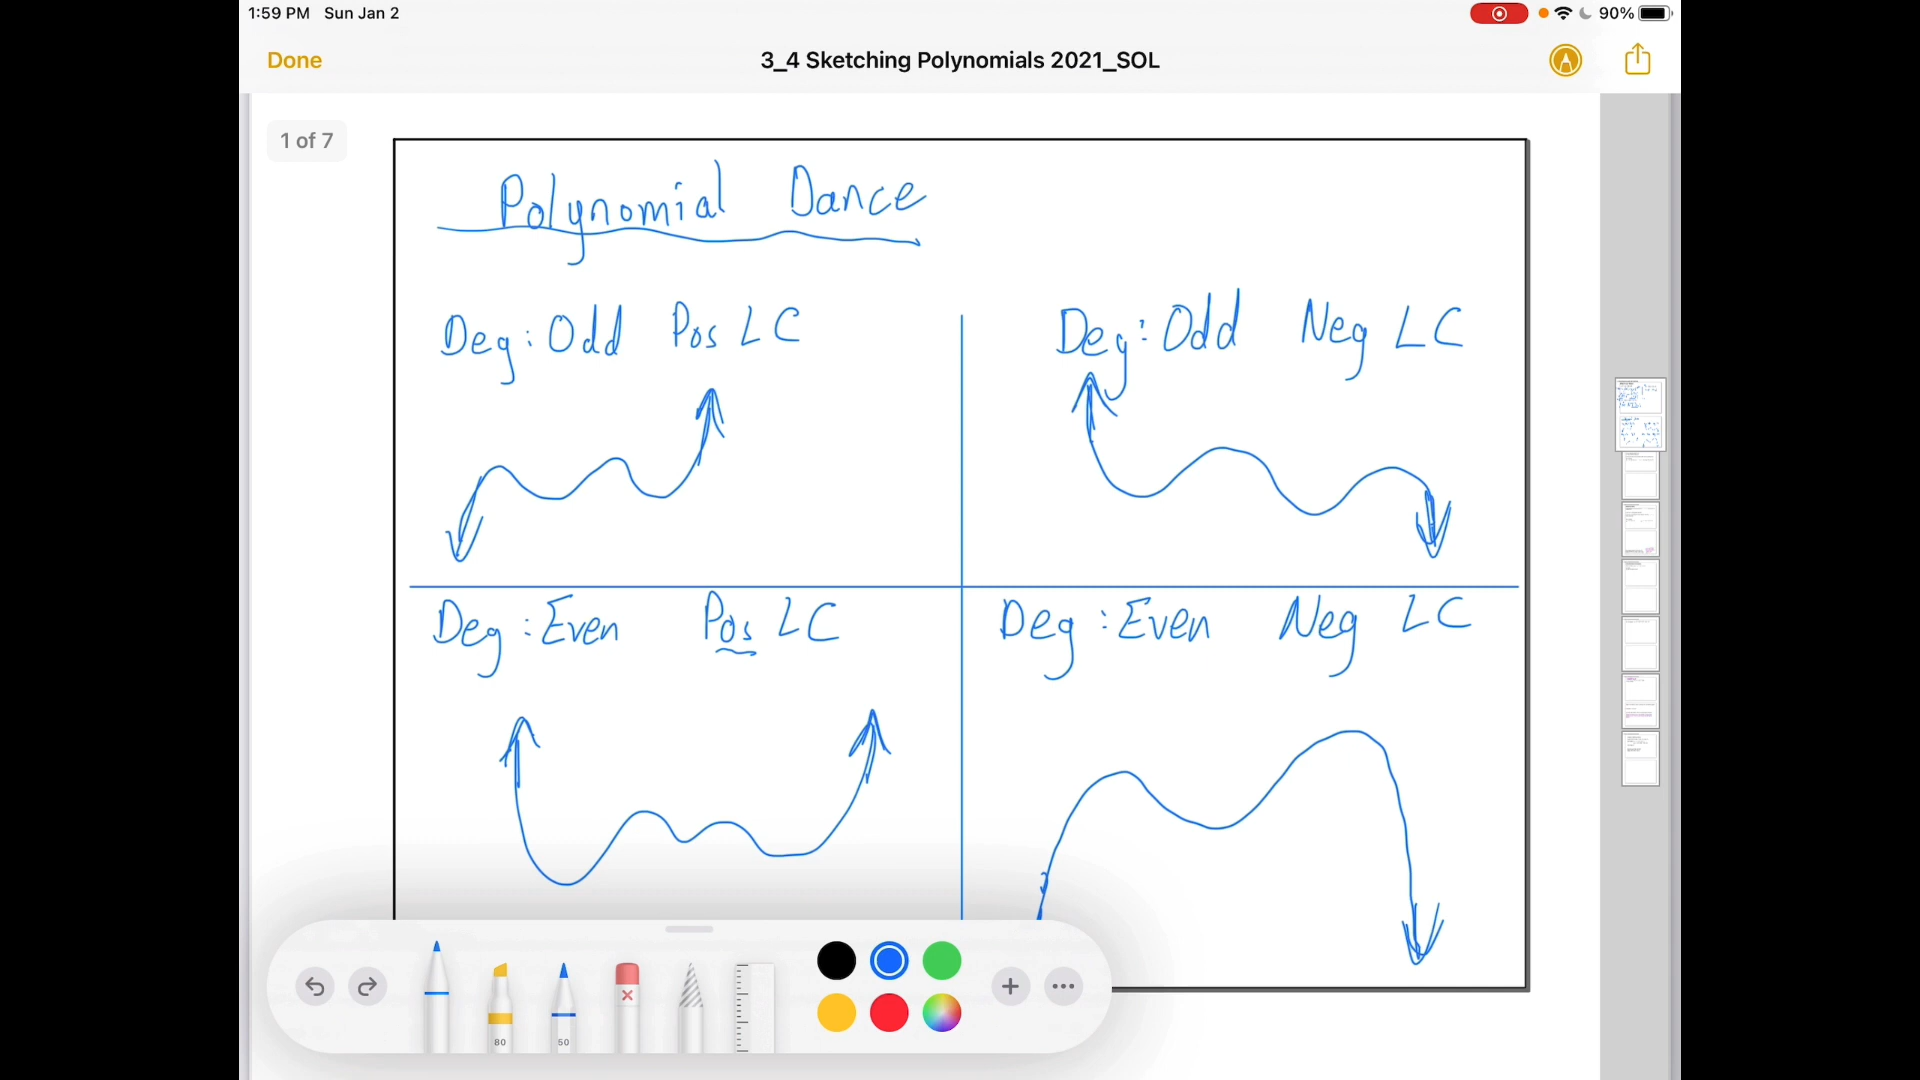 1:59 PM Sun Jan 2
90%
Done
3_4 Sketching Polynomials 2021_SOL
1 of 7
Polynomial Dance
Deg: Odd Pos LC
Deg: Odd Neg LC
Deg: Even Pos LC
Deg: Even Neg LC
80
50